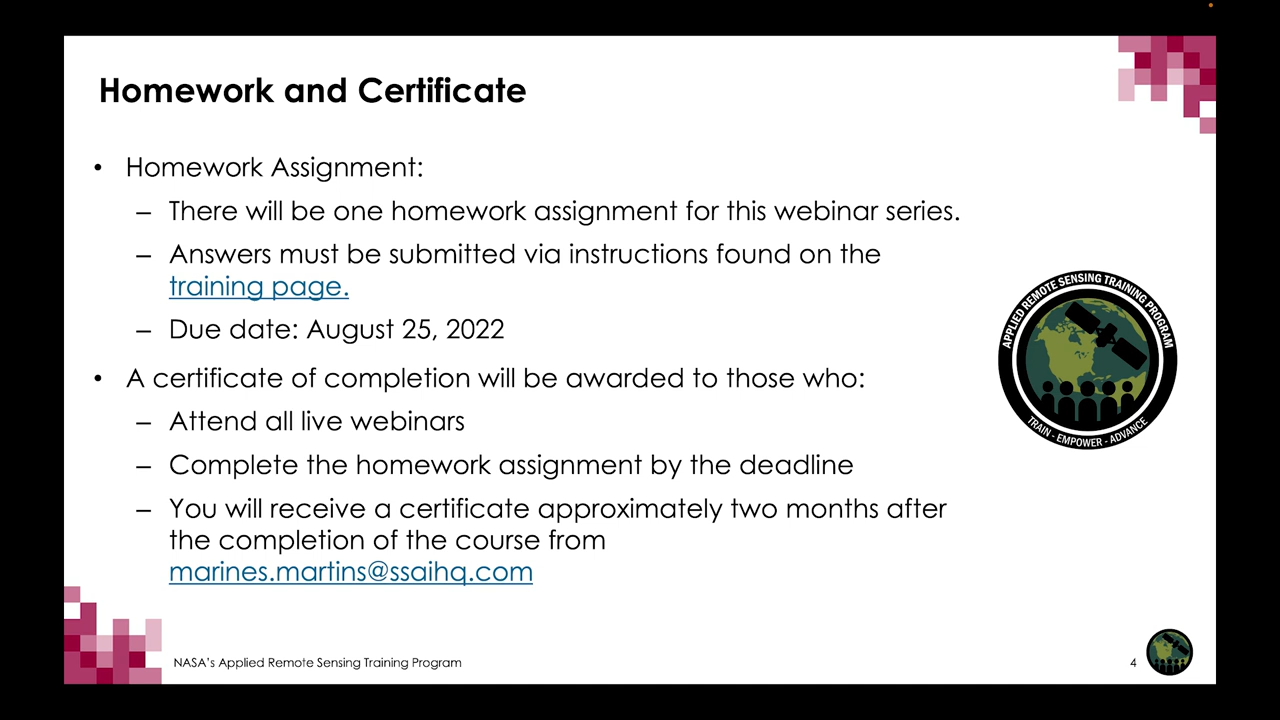 Homework and Certificate
• Homework Assignment:
– There will be one homework assignment for this webinar series.
– Answers must be submitted via instructions found on the
training page.
– Due date: August 25, 2022
• A certificate of completion will be awarded to those who:
– Attend all live webinars
– Complete the homework assignment by the deadline
– You will receive a certificate approximately two months after
the completion of the course from
marines.martins@ssaihq.com
APPLIED REMOTE SENSING TRAINING PROGRAM
TRAIN - EMPOWER - ADVANCE
NASA's Applied Remote Sensing Training Program
4